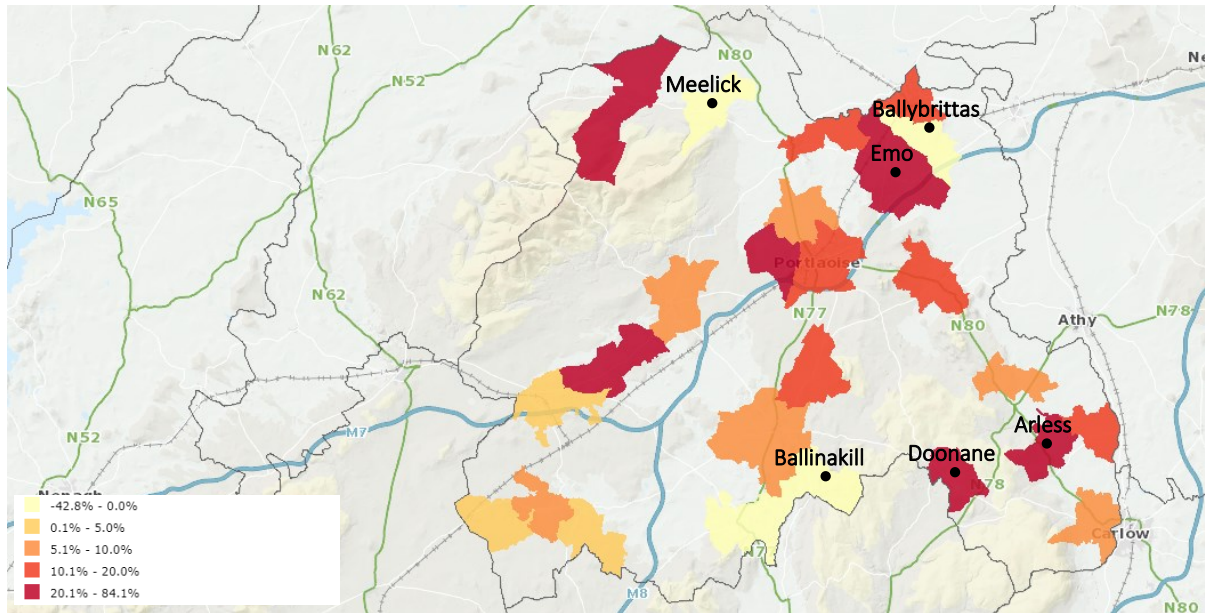 N62
N80
N52
Ne
Meelick
Ballybrittas
Emo
N65
N62
Portlaoise
N77
N80
Athy
N78
M7
N52
Arless
Ballinakill
Doonane
N78
Nenagh
Carlow
N7
M8
N80
-42.8% - 0.0%
0.1% - 5.0%
5.1% - 10.0%
10.1% - 20.0%
20.1% - 84.1%